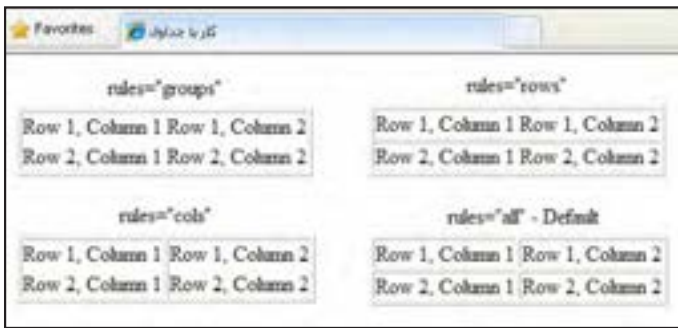 Favorites
کار با جداول
rules="groups"
Row 1, Column 1 Row 1, Column 2
Row 2, Column 1 Row 2, Column 2
rules="rows"
Row 1, Column 1 Row 1, Column 2
Row 2, Column 1 Row 2, Column 2
rules="cols"
Row 1, Column 1 Row 1, Column 2
Row 2, Column 1 Row 2, Column 2
rules="all" - Default
Row 1, Column 1 Row 1, Column 2
Row 2, Column 1 Row 2, Column 2